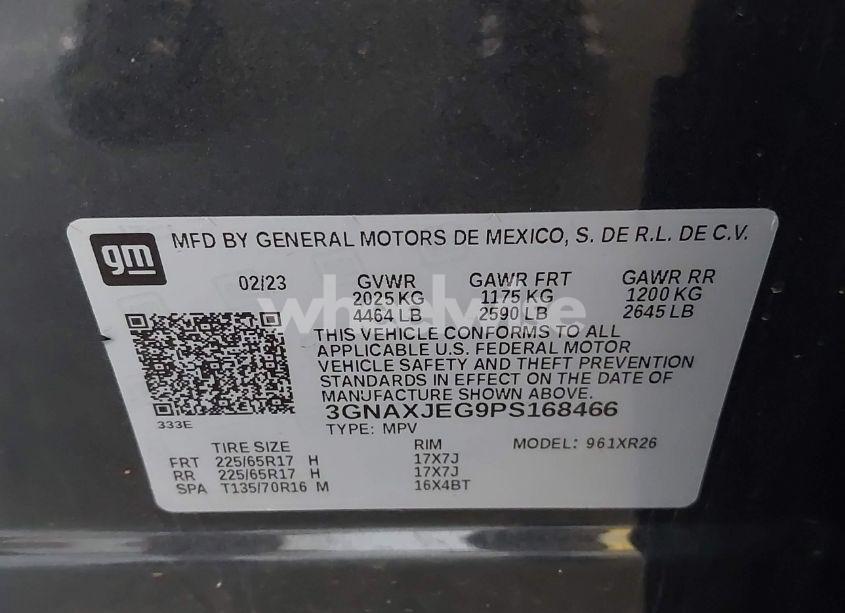 gm MFD BY GENERAL MOTORS DE MEXICO, S. DE R.L. DE C.V.
02/23 GVWR GAWR FRT GAWR RR
2025 KG 1175 KG 1200 KG
4464 LB 2590 LB 2645 LB
THIS VEHICLE CONFORMS TO ALL
APPLICABLE U.S. FEDERAL MOTOR
VEHICLE SAFETY AND THEFT PREVENTION
STANDARDS IN EFFECT ON THE DATE OF
MANUFACTURE SHOWN ABOVE.
3GNAXJEG9PS168466
333E
TYPE: MPV
TIRE SIZE RIM MODEL: 961XR26
FRT 225/65R17 H 17X7J
RR 225/65R17 H 17X7J
SPA T135/70R16 M 16X4BT